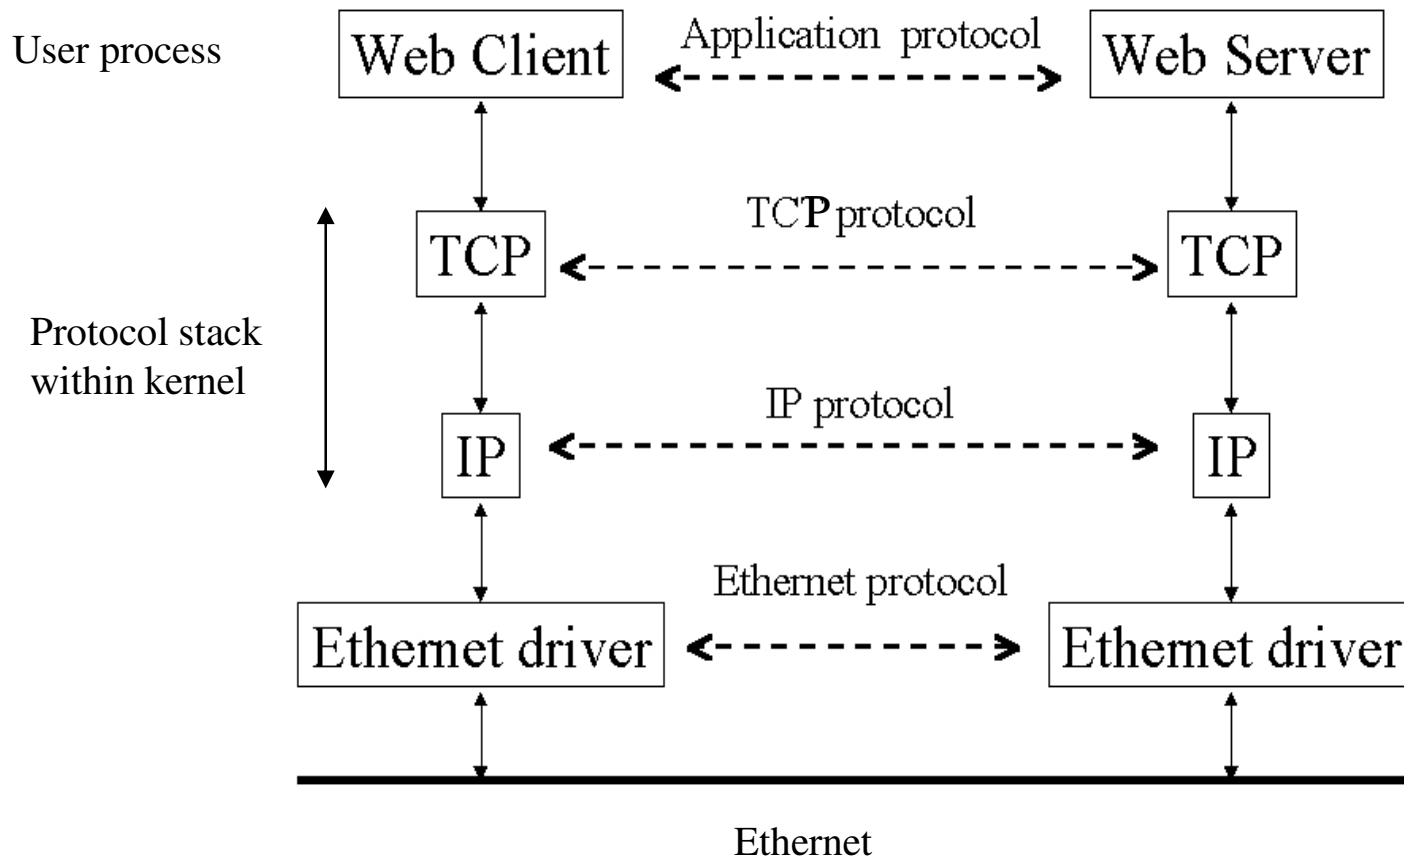 User process
Web Client
Application protocol
Web Server
TCP protocol
TCP
TCP
Protocol stack
within kernel
IP protocol
IP
IP
Ethernet protocol
Ethernet driver
Ethernet driver
Ethernet